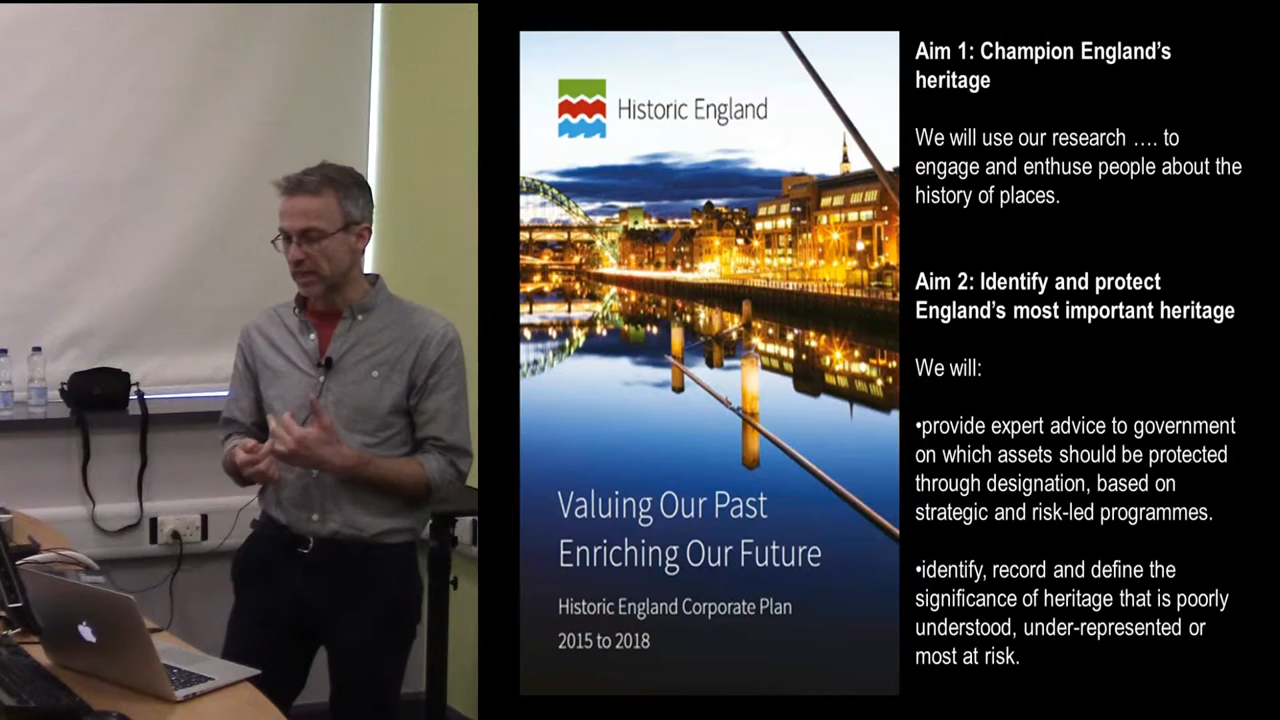 Historic England
Valuing Our Past
Enriching Our Future
Historic England Corporate Plan
2015 to 2018
Aim 1: Champion England’s
heritage
We will use our research …. to
engage and enthuse people about the
history of places.
Aim 2: Identify and protect
England’s most important heritage
We will:
•provide expert advice to government
on which assets should be protected
through designation, based on
strategic and risk-led programmes.
•identify, record and define the
significance of heritage that is poorly
understood, under-represented or
most at risk.